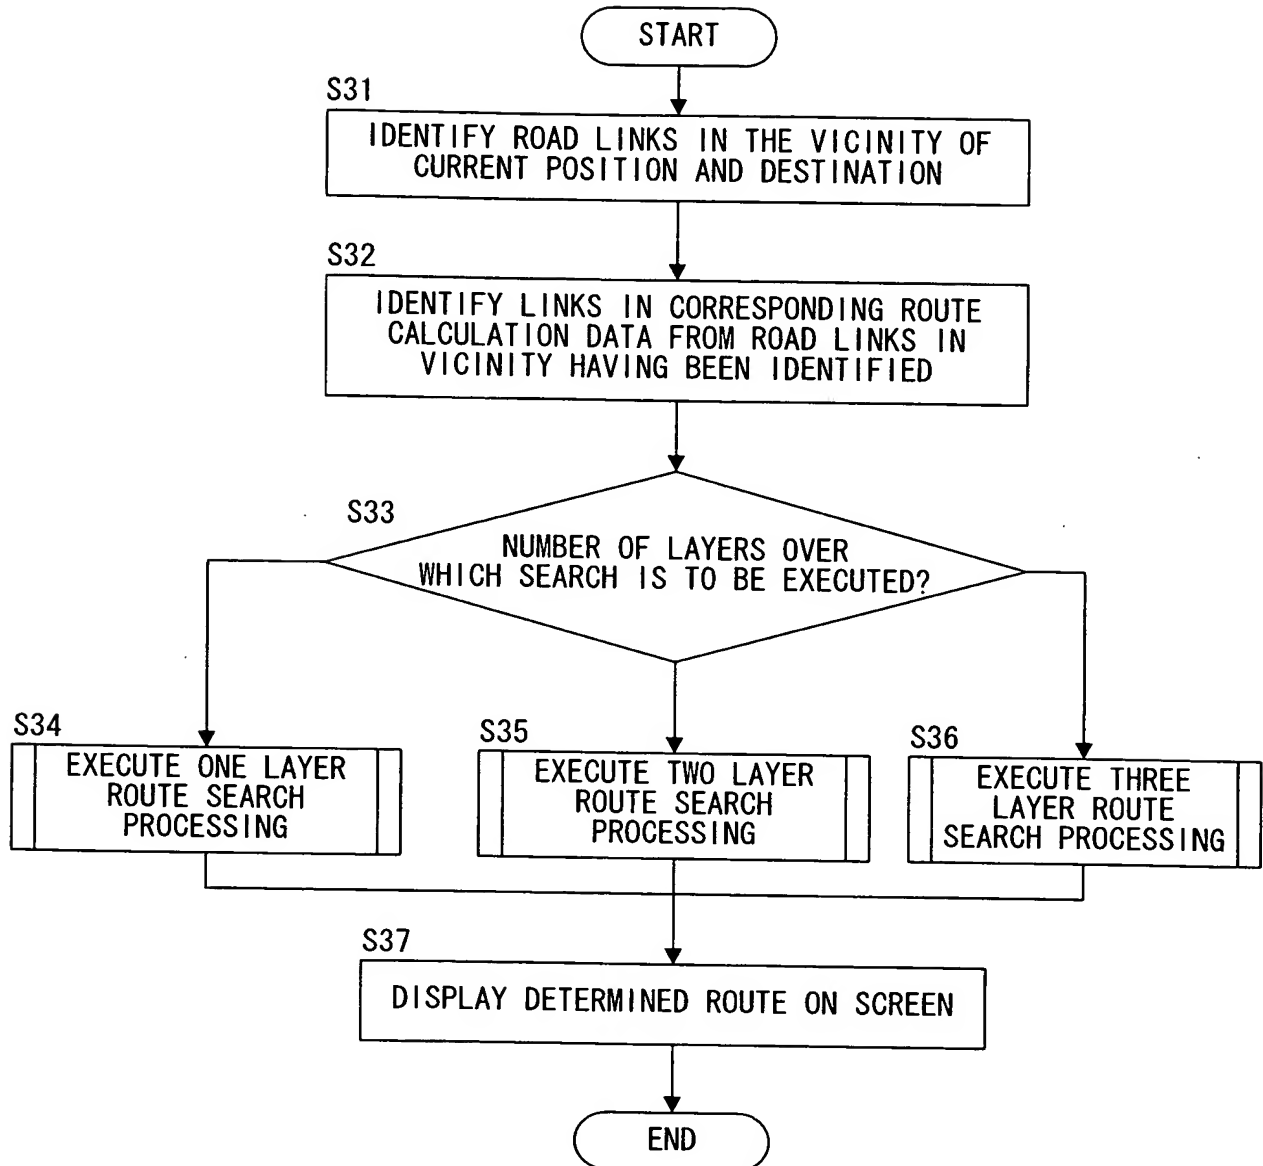 START
S31
IDENTIFY ROAD LINKS IN THE VICINITY OF
CURRENT POSITION AND DESTINATION
S32
IDENTIFY LINKS IN CORRESPONDING ROUTE
CALCULATION DATA FROM ROAD LINKS IN
VICINITY HAVING BEEN IDENTIFIED
S33
NUMBER OF LAYERS OVER
WHICH SEARCH IS TO BE EXECUTED?
S34
EXECUTE ONE LAYER
ROUTE SEARCH
PROCESSING
S35
EXECUTE TWO LAYER
ROUTE SEARCH
PROCESSING
S36
EXECUTE THREE
LAYER ROUTE
SEARCH PROCESSING
S37
DISPLAY DETERMINED ROUTE ON SCREEN
END